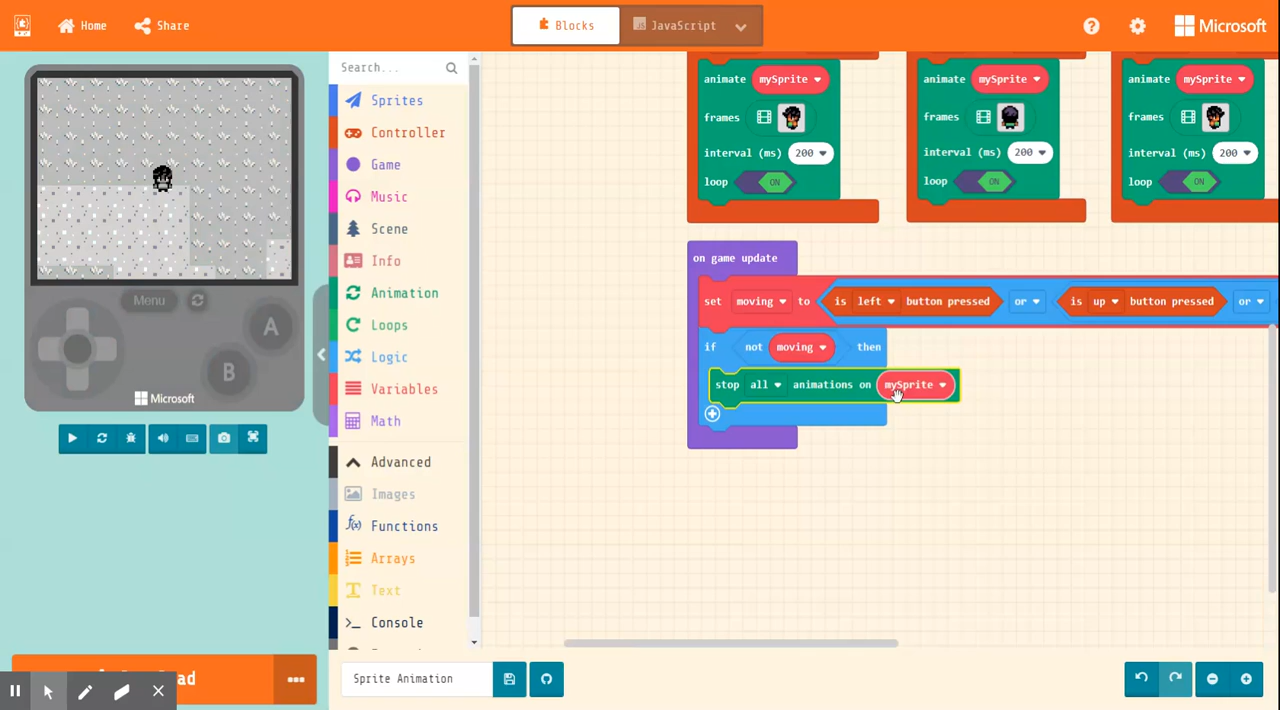 Home
Share
Blocks
JavaScript
Microsoft
Search...
Sprites
Controller
Game
Music
Scene
Info
Animation
Loops
Logic
Variables
Math
Advanced
Images
Functions
Arrays
Text
Console
Menu
A
B
Microsoft
animate mySprite
frames
interval (ms) 200
loop ON
animate mySprite
frames
interval (ms) 200
loop ON
animate mySprite
frames
interval (ms) 200
loop ON
on game update
set moving to is left button pressed or is up button pressed or
if not moving then
stop all animations on mySprite
Sprite Animation